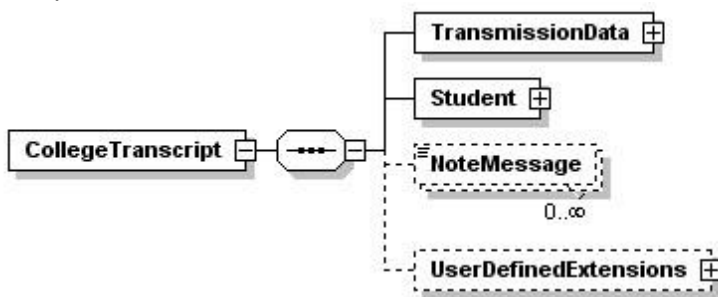 TransmissionData
Student
CollegeTranscript
NoteMessage
0..∞
UserDefinedExtensions